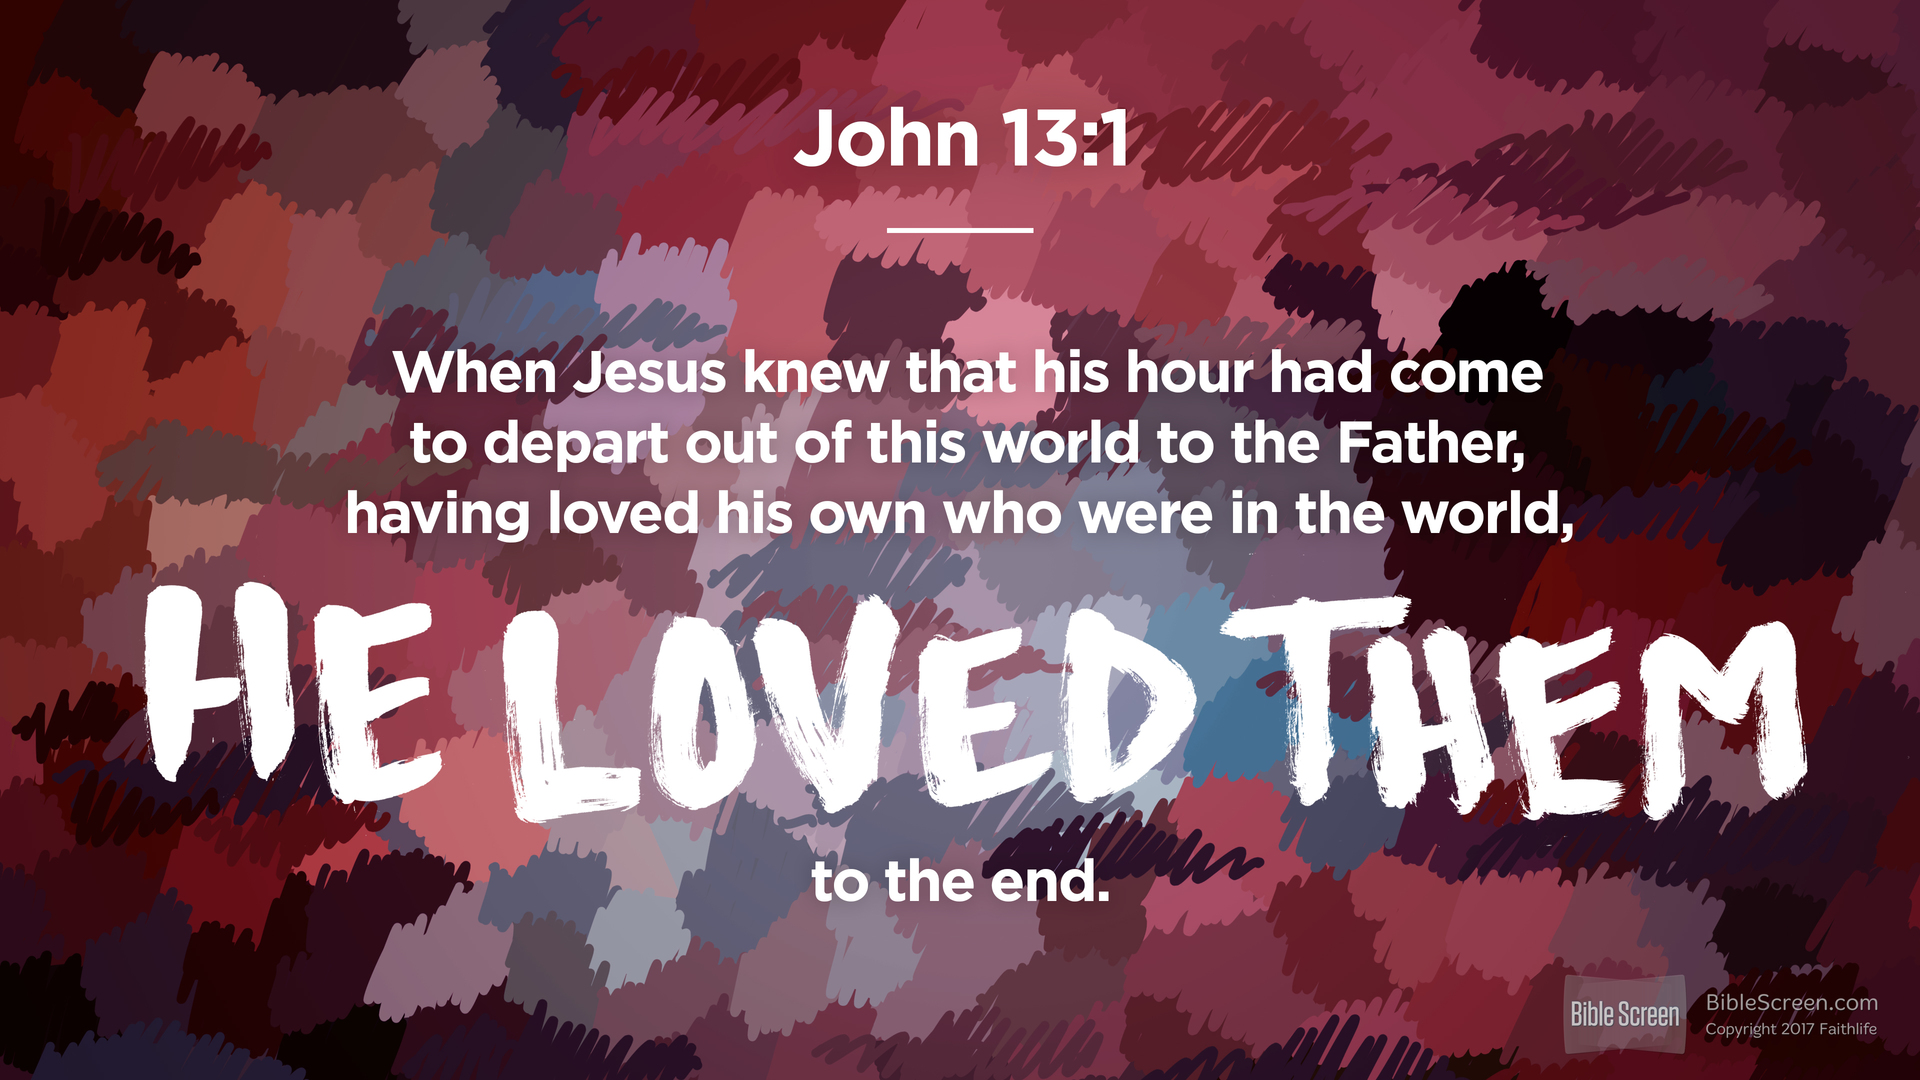 John 13:1
When Jesus knew that his hour had come
to depart out of this world to the Father,
having loved his own who were in the world,
HE LOVED THEM
to the end.
Bible Screen
BibleScreen.com
Copyright 2017 Faithlife